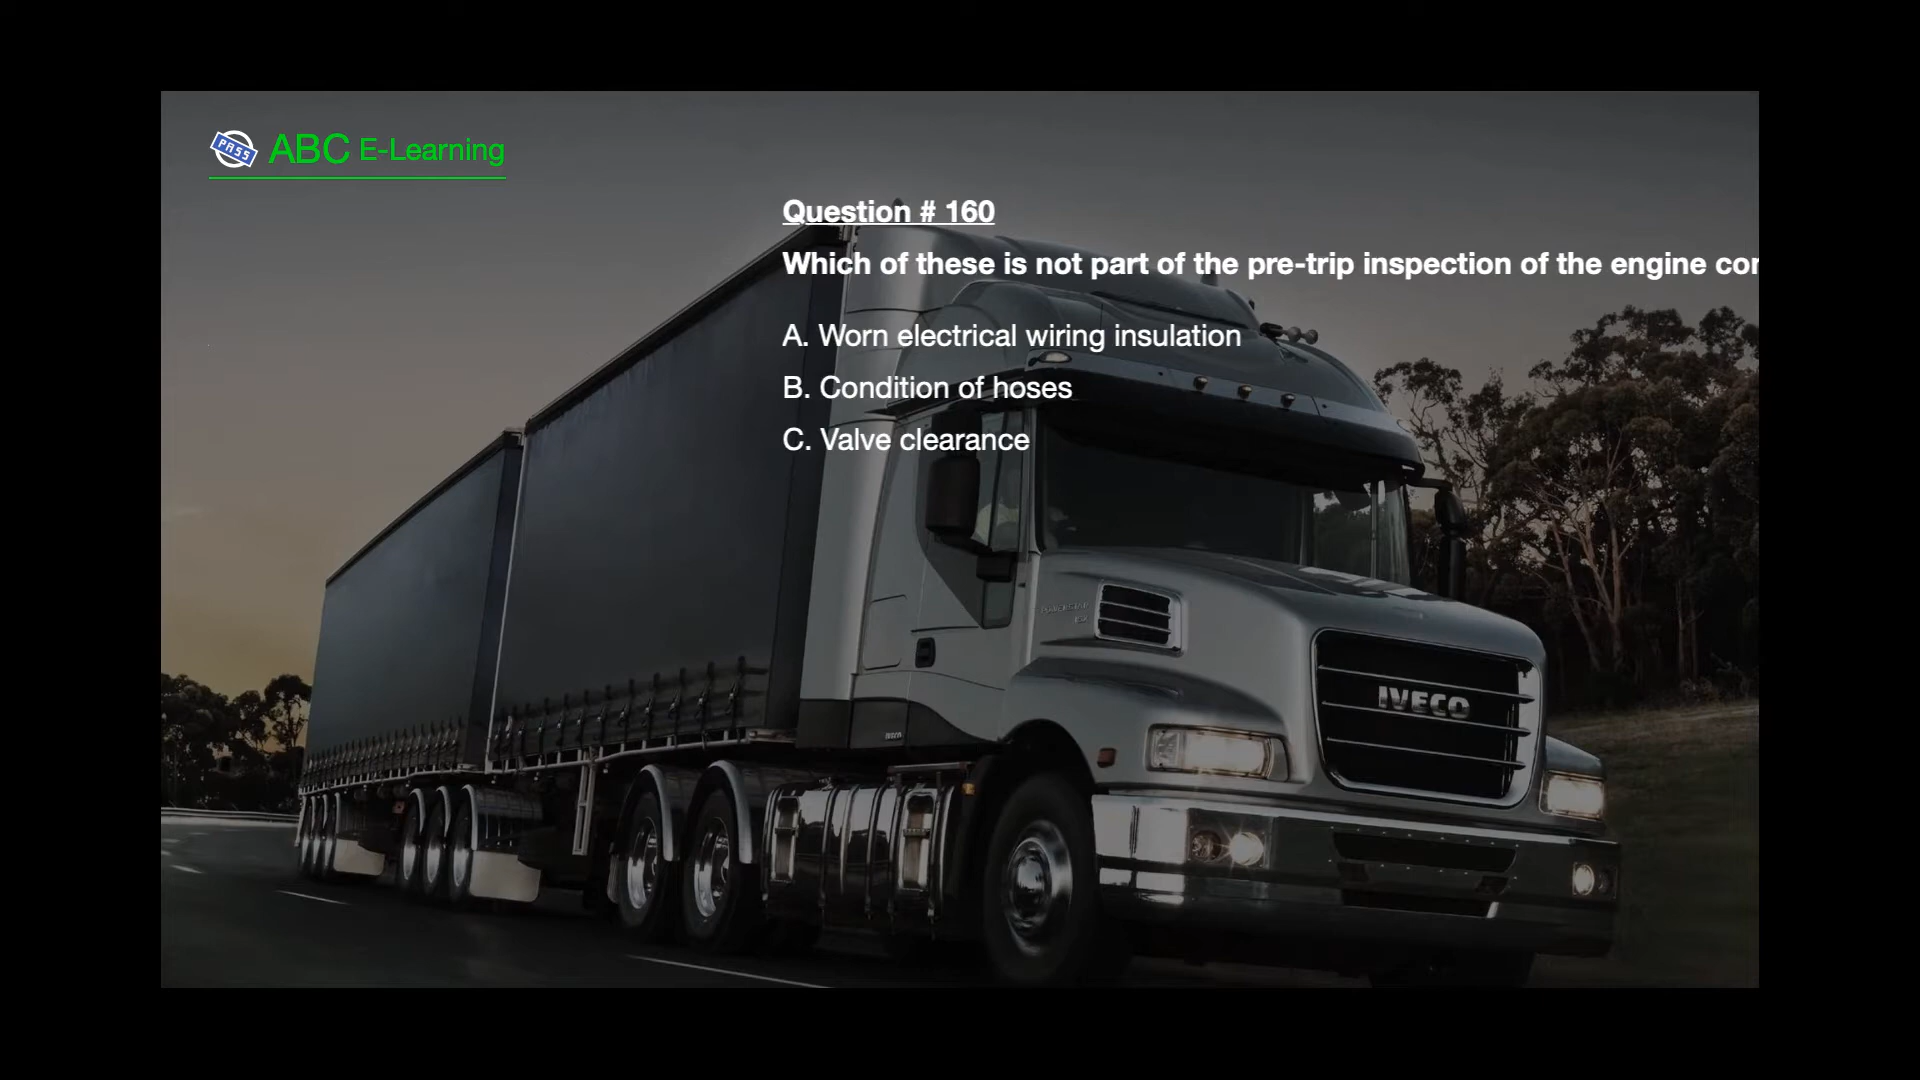 PASS ABC E-Learning
Question # 160
Which of these is not part of the pre-trip inspection of the engine cor
A. Worn electrical wiring insulation
B. Condition of hoses
C. Valve clearance
IVECO